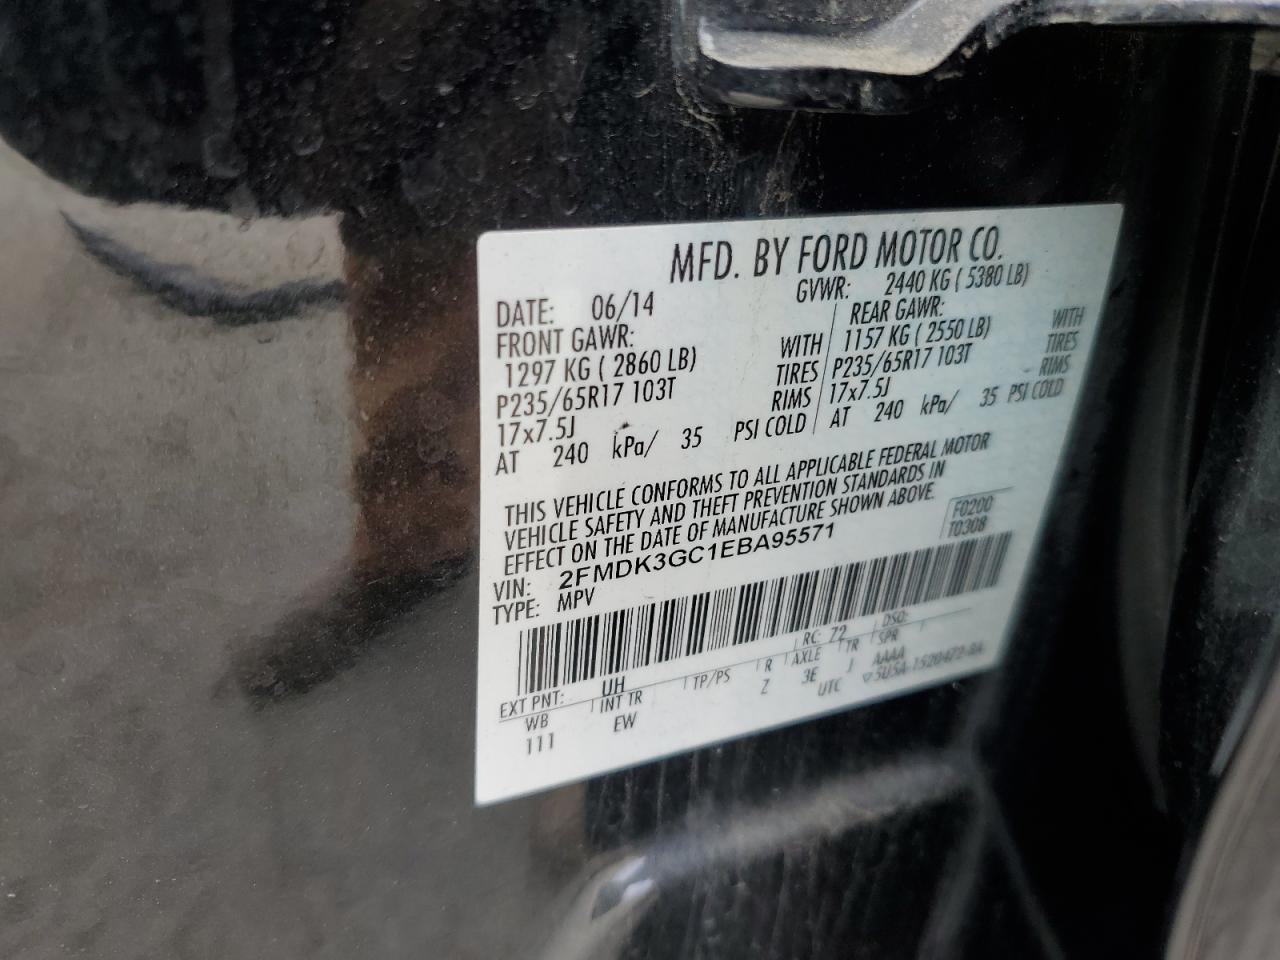 MFD. BY FORD MOTOR CO.
DATE: 06/14 GVWR: 2440 KG ( 5380 LB)
FRONT GAWR: REAR GAWR:
1297 KG ( 2860 LB) WITH 1157 KG ( 2550 LB) WITH
P235/65R17 103T TIRES P235/65R17 103T TIRES
17x7.5J RIMS 17x7.5J RIMS
AT 240 kPa/ 35 PSI COLD AT 240 kPa/ 35 PSI COLD
THIS VEHICLE CONFORMS TO ALL APPLICABLE FEDERAL MOTOR
VEHICLE SAFETY AND THEFT PREVENTION STANDARDS IN
EFFECT ON THE DATE OF MANUFACTURE SHOWN ABOVE.
F0200
T0308
VIN: 2FMDK3GC1EBA95571
TYPE: MPV
EXT PNT: UH RC: 72 DSO:
WB INT TR TP/PS R AXLE TR SPR
111 EW Z 3E J AAAA
UTC ▽5USA-1520472-BA